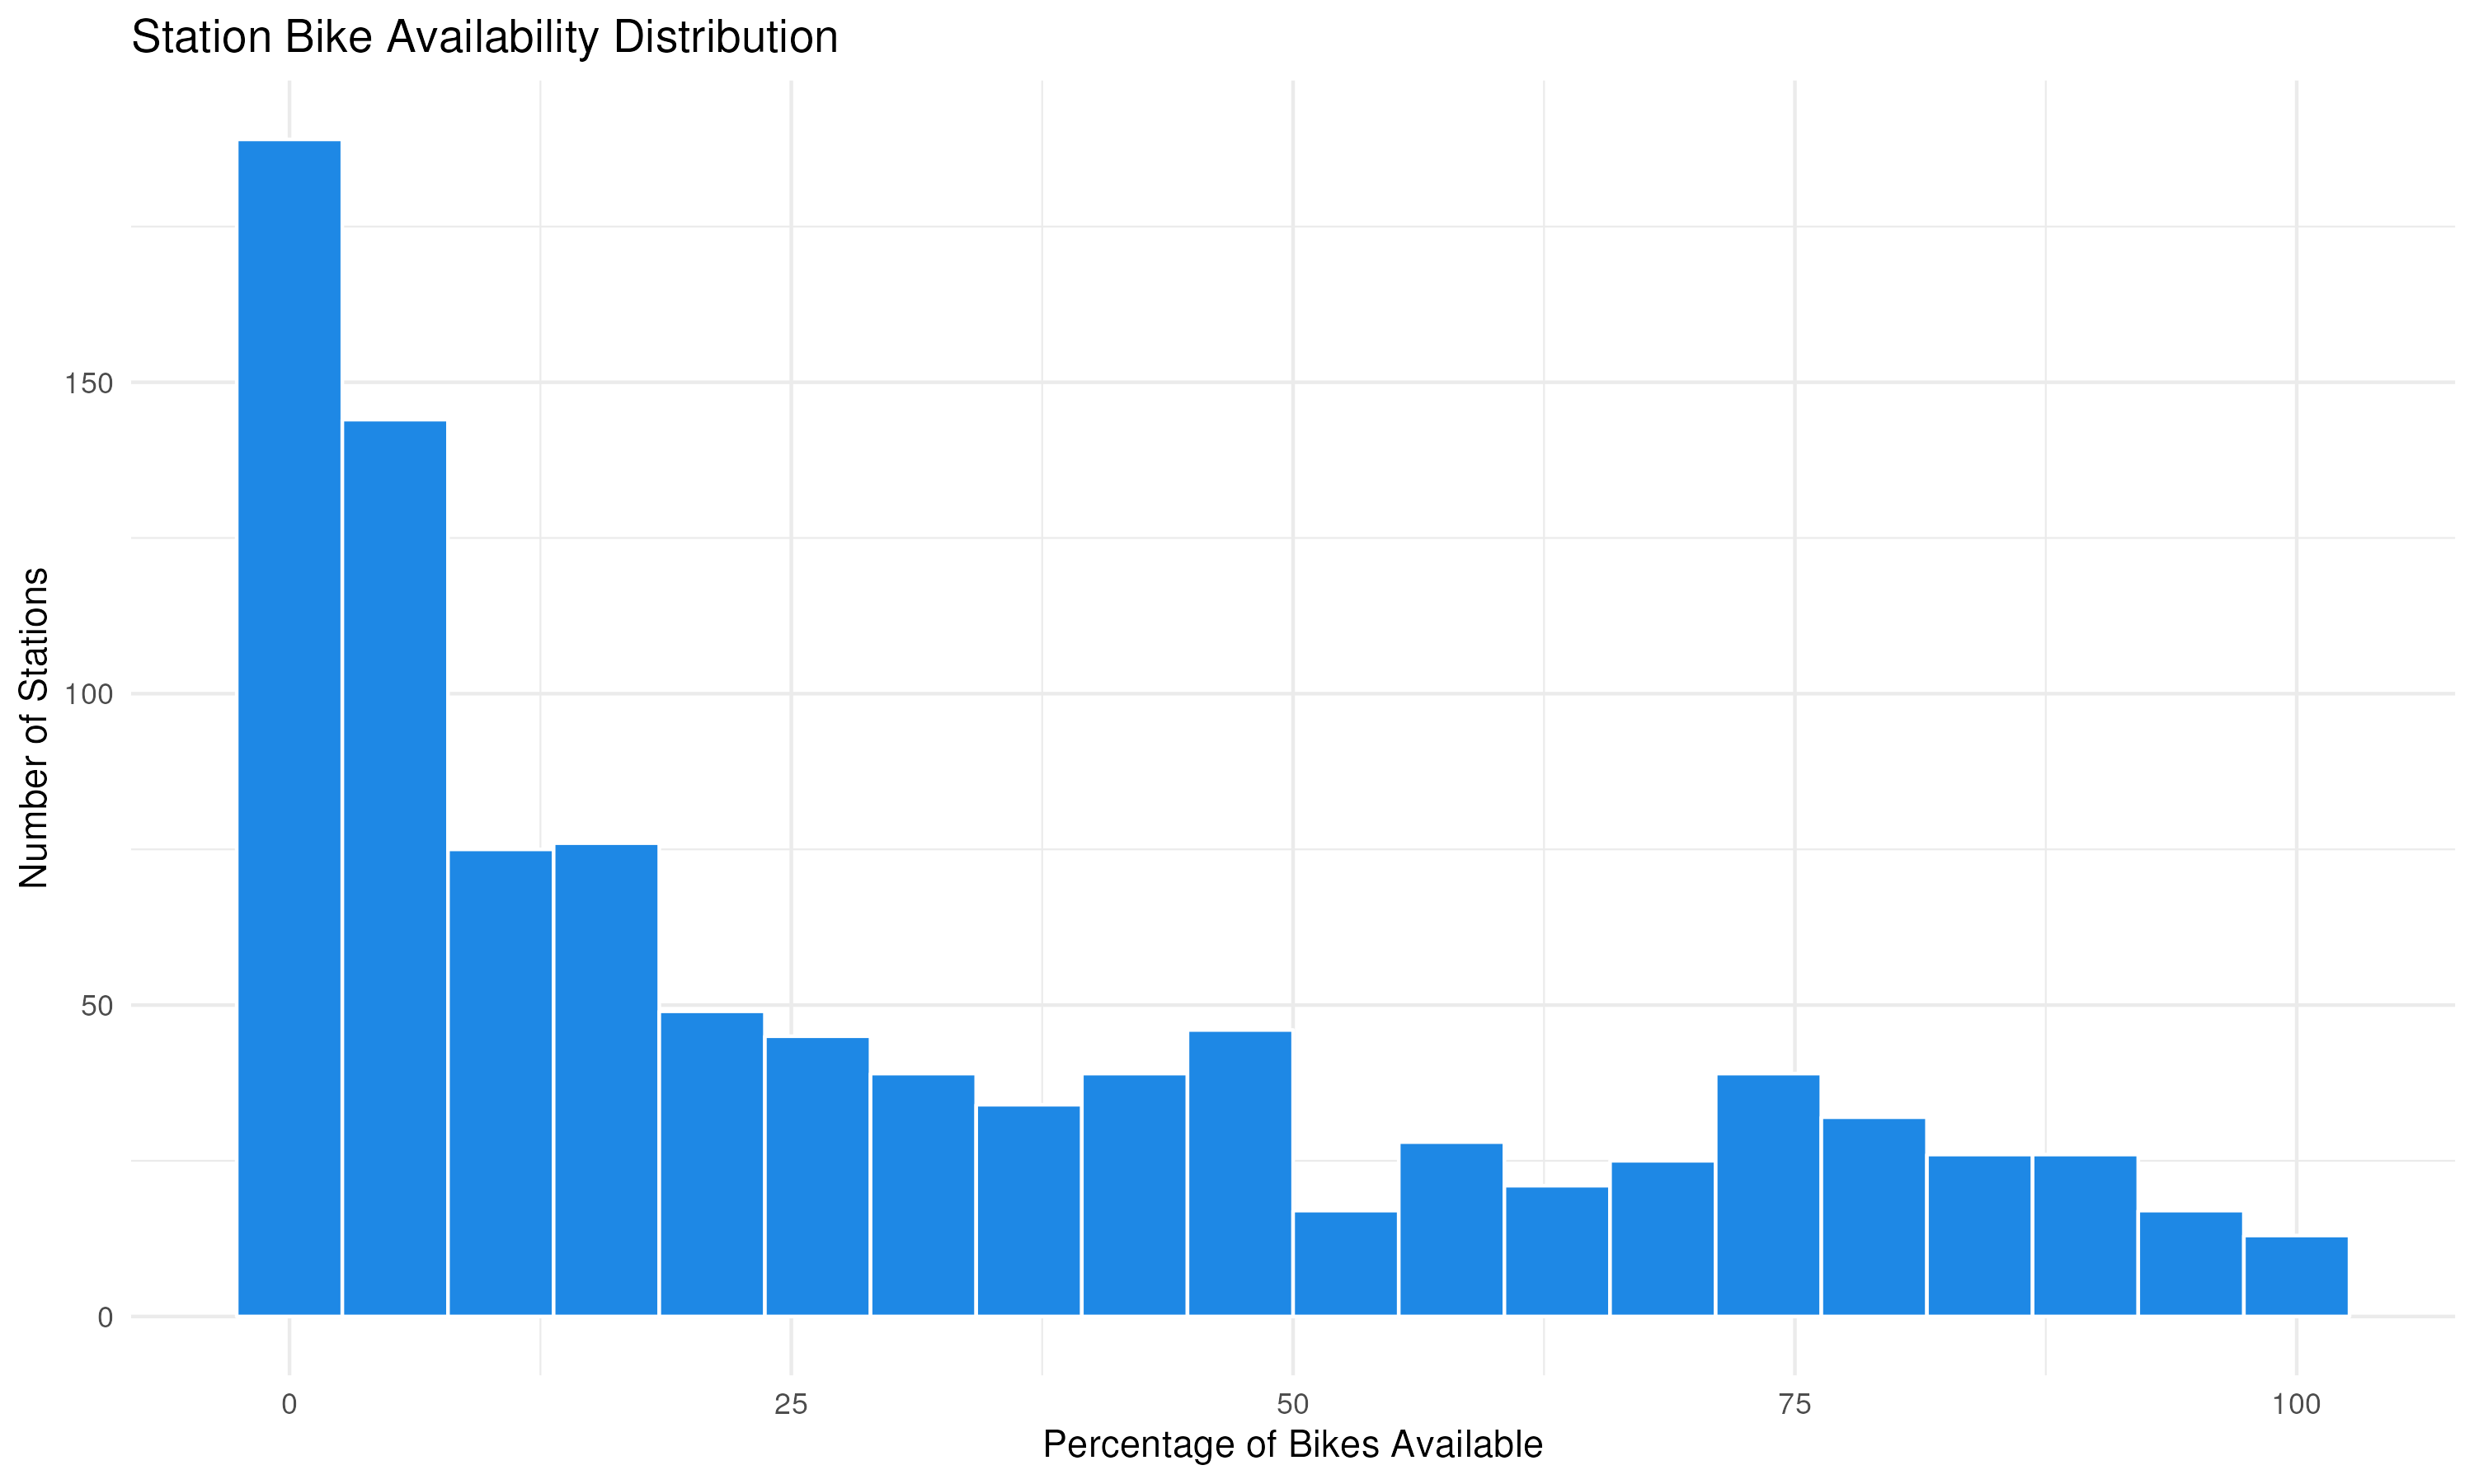 Station Bike Availability Distribution
Number of Stations
150
100
50
0
0 25 50 75 100
Percentage of Bikes Available